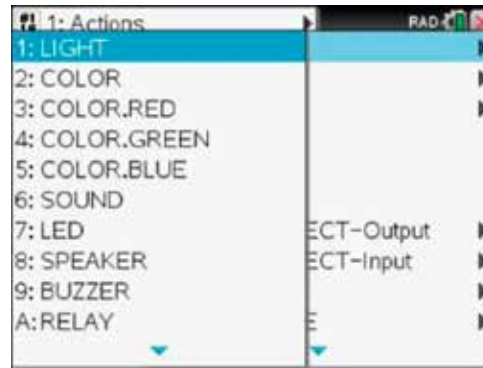 1: Actions
RAD
1: LIGHT
2: COLOR
3: COLOR.RED
4: COLOR.GREEN
5: COLOR.BLUE
6: SOUND
7: LED
ECT-Output
8: SPEAKER
ECT-Input
9: BUZZER
A:RELAY
E